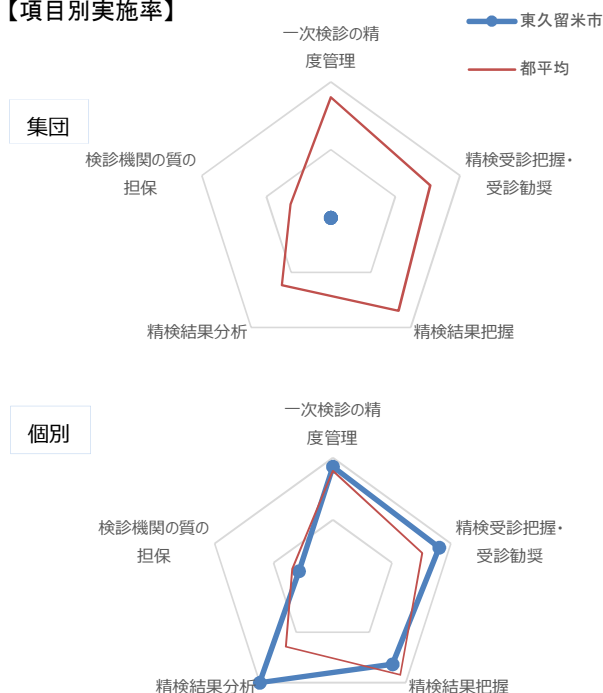 【項目別実施率】
東久留米市
都平均
集団
一次検診の精
度管理
検診機関の質の
担保
精検受診把握・
受診勧奨
精検結果分析
精検結果把握
個別
一次検診の精
度管理
検診機関の質の
担保
精検受診把握・
受診勧奨
精検結果分析
精検結果把握